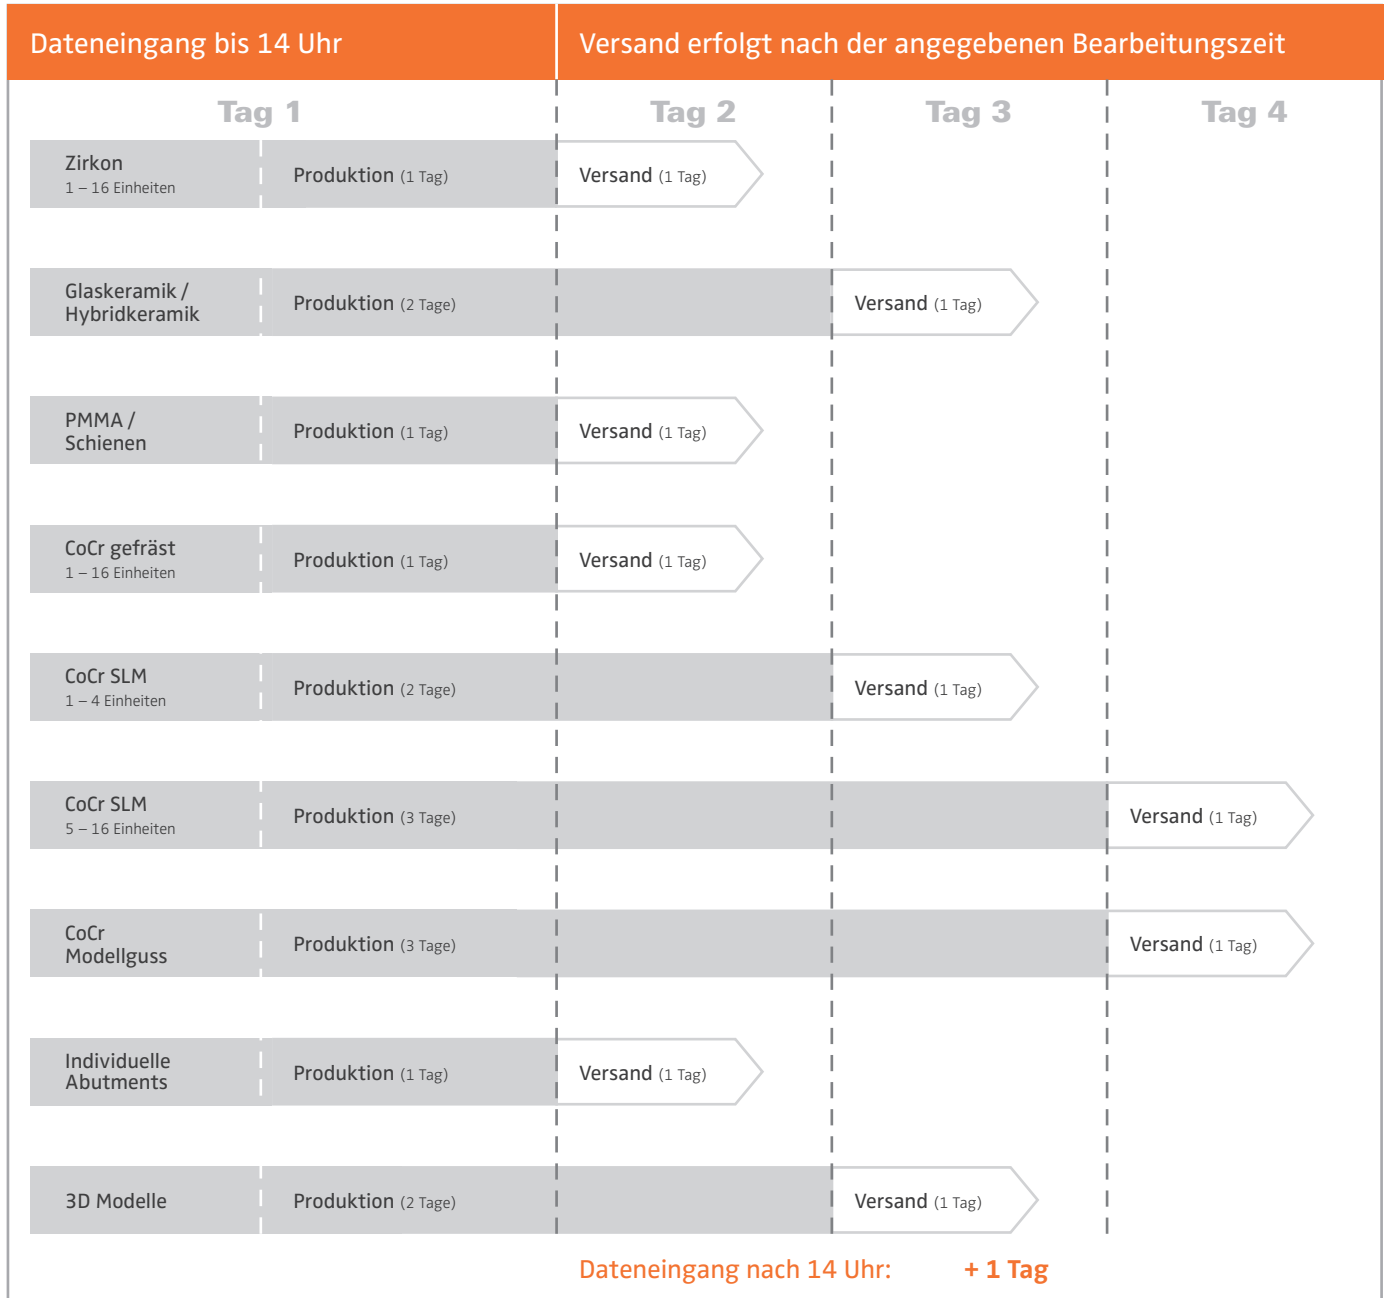 Dateneingang bis 14 Uhr
Versand erfolgt nach der angegebenen Bearbeitungszeit
Tag 1
Tag 2
Tag 3
Tag 4
Zirkon
1 – 16 Einheiten
Produktion (1 Tag)
Versand (1 Tag)
Glaskeramik /
Hybridkeramik
Produktion (2 Tage)
Versand (1 Tag)
PMMA /
Schienen
Produktion (1 Tag)
Versand (1 Tag)
CoCr gefräst
1 – 16 Einheiten
Produktion (1 Tag)
Versand (1 Tag)
CoCr SLM
1 – 4 Einheiten
Produktion (2 Tage)
Versand (1 Tag)
CoCr SLM
5 – 16 Einheiten
Produktion (3 Tage)
Versand (1 Tag)
CoCr
Modellguss
Produktion (3 Tage)
Versand (1 Tag)
Individuelle
Abutments
Produktion (1 Tag)
Versand (1 Tag)
3D Modelle
Produktion (2 Tage)
Versand (1 Tag)
Dateneingang nach 14 Uhr: + 1 Tag